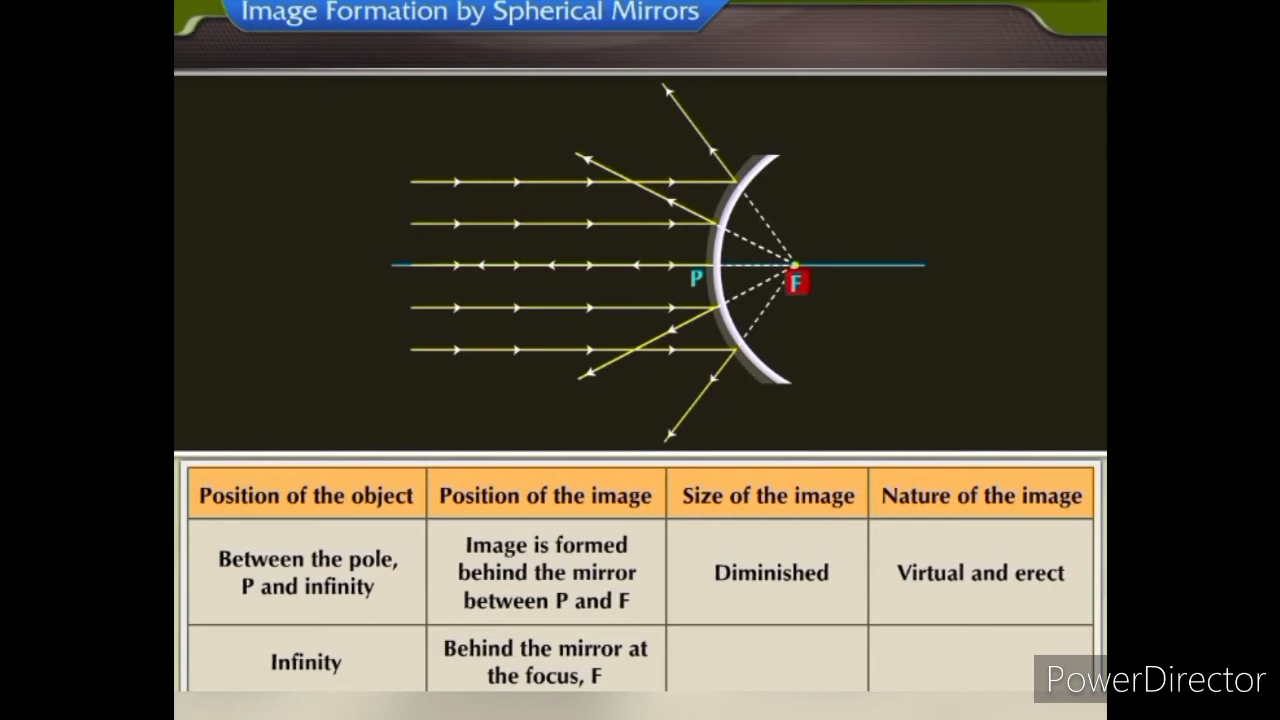 Image Formation by Spherical Mirrors
P
F
Position of the object
Position of the image
Size of the image
Nature of the image
Between the pole,
P and infinity
Image is formed
behind the mirror
between P and F
Diminished
Virtual and erect
Infinity
Behind the mirror at
the focus, F
PowerDirector